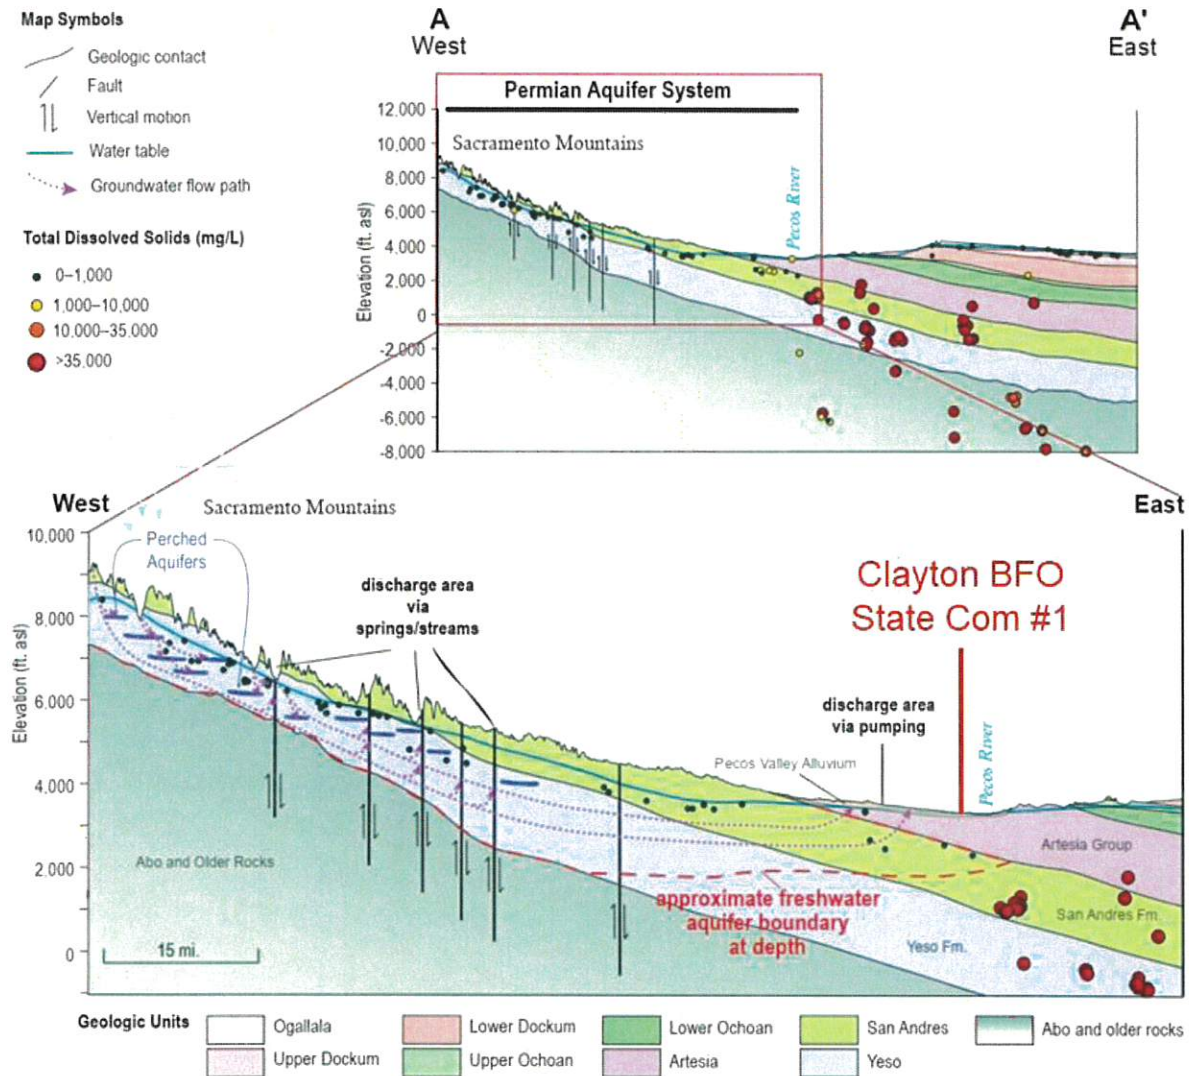 Map Symbols
Geologic contact
Fault
Vertical motion
Water table
Groundwater flow path
Total Dissolved Solids (mg/L)
0–1,000
1,000–10,000
10,000–35,000
>35,000
A
West
A'
East
Permian Aquifer System
Sacramento Mountains
Pecos River
Elevation (ft. asl)
12,000
10,000
8,000
6,000
4,000
2,000
0
-2,000
-4,000
-6,000
-8,000
West
Sacramento Mountains
East
Perched
Aquifers
discharge area
via
springs/streams
Clayton BFO
State Com #1
discharge area
via pumping
Pecos River
Pecos Valley Alluvium
Elevation (ft. asl)
10,000
8,000
6,000
4,000
2,000
0
Abo and Older Rocks
Artesia Group
San Andres Fm.
Yeso Fm.
approximate freshwater
aquifer boundary
at depth
15 mi.
Geologic Units
Ogallala
Lower Dockum
Lower Ochoan
San Andres
Abo and older rocks
Upper Dockum
Upper Ochoan
Artesia
Yeso